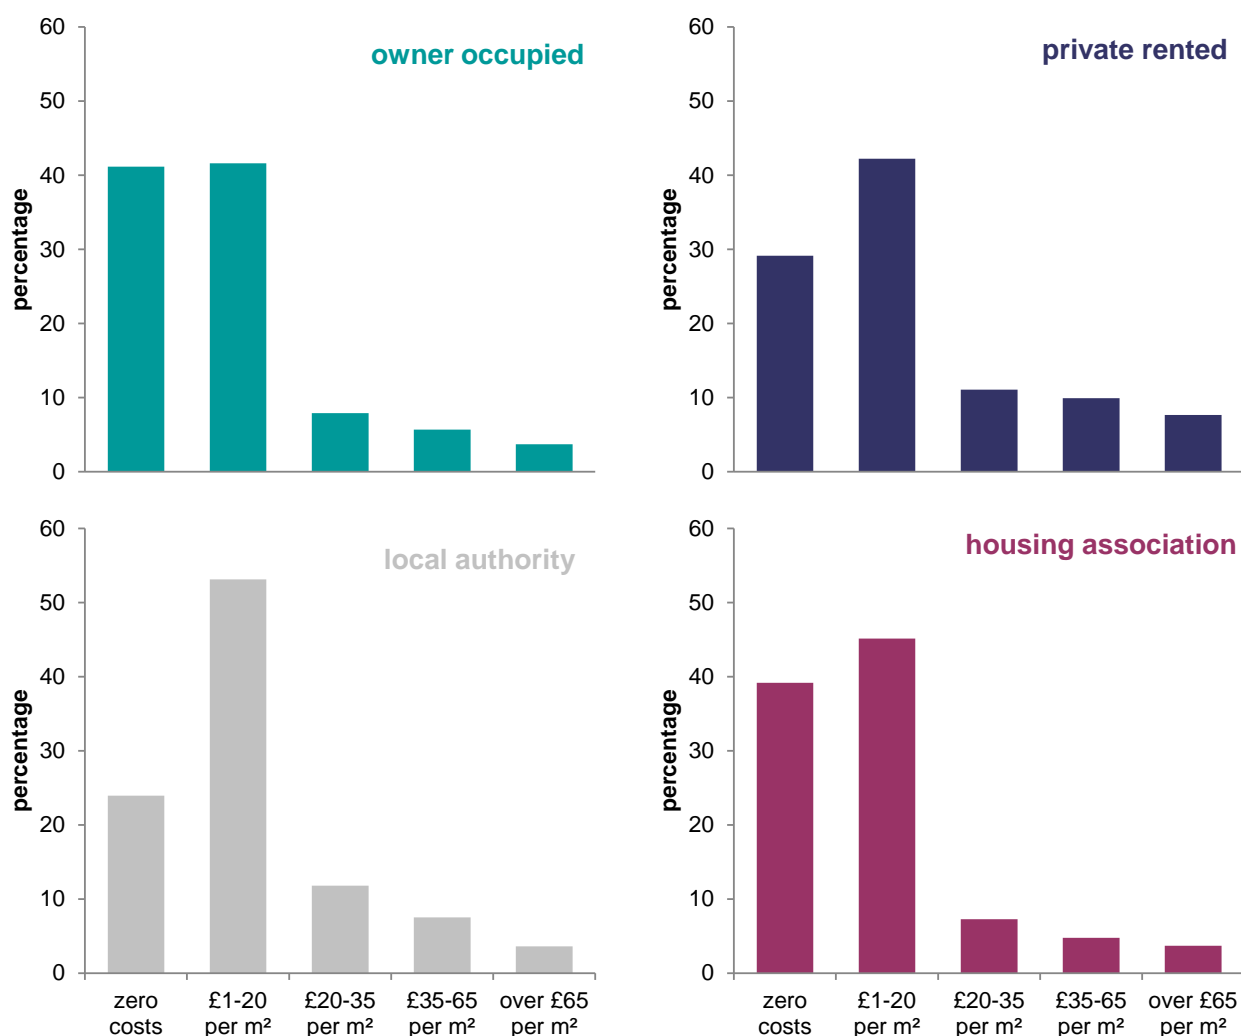 owner occupied
percentage
60
50
40
30
20
10
0
private rented
percentage
60
50
40
30
20
10
0
local authority
percentage
60
50
40
30
20
10
0
zero
costs
£1-20
per m²
£20-35
per m²
£35-65
per m²
over £65
per m²
housing association
percentage
60
50
40
30
20
10
0
zero
costs
£1-20
per m²
£20-35
per m²
£35-65
per m²
over £65
per m²